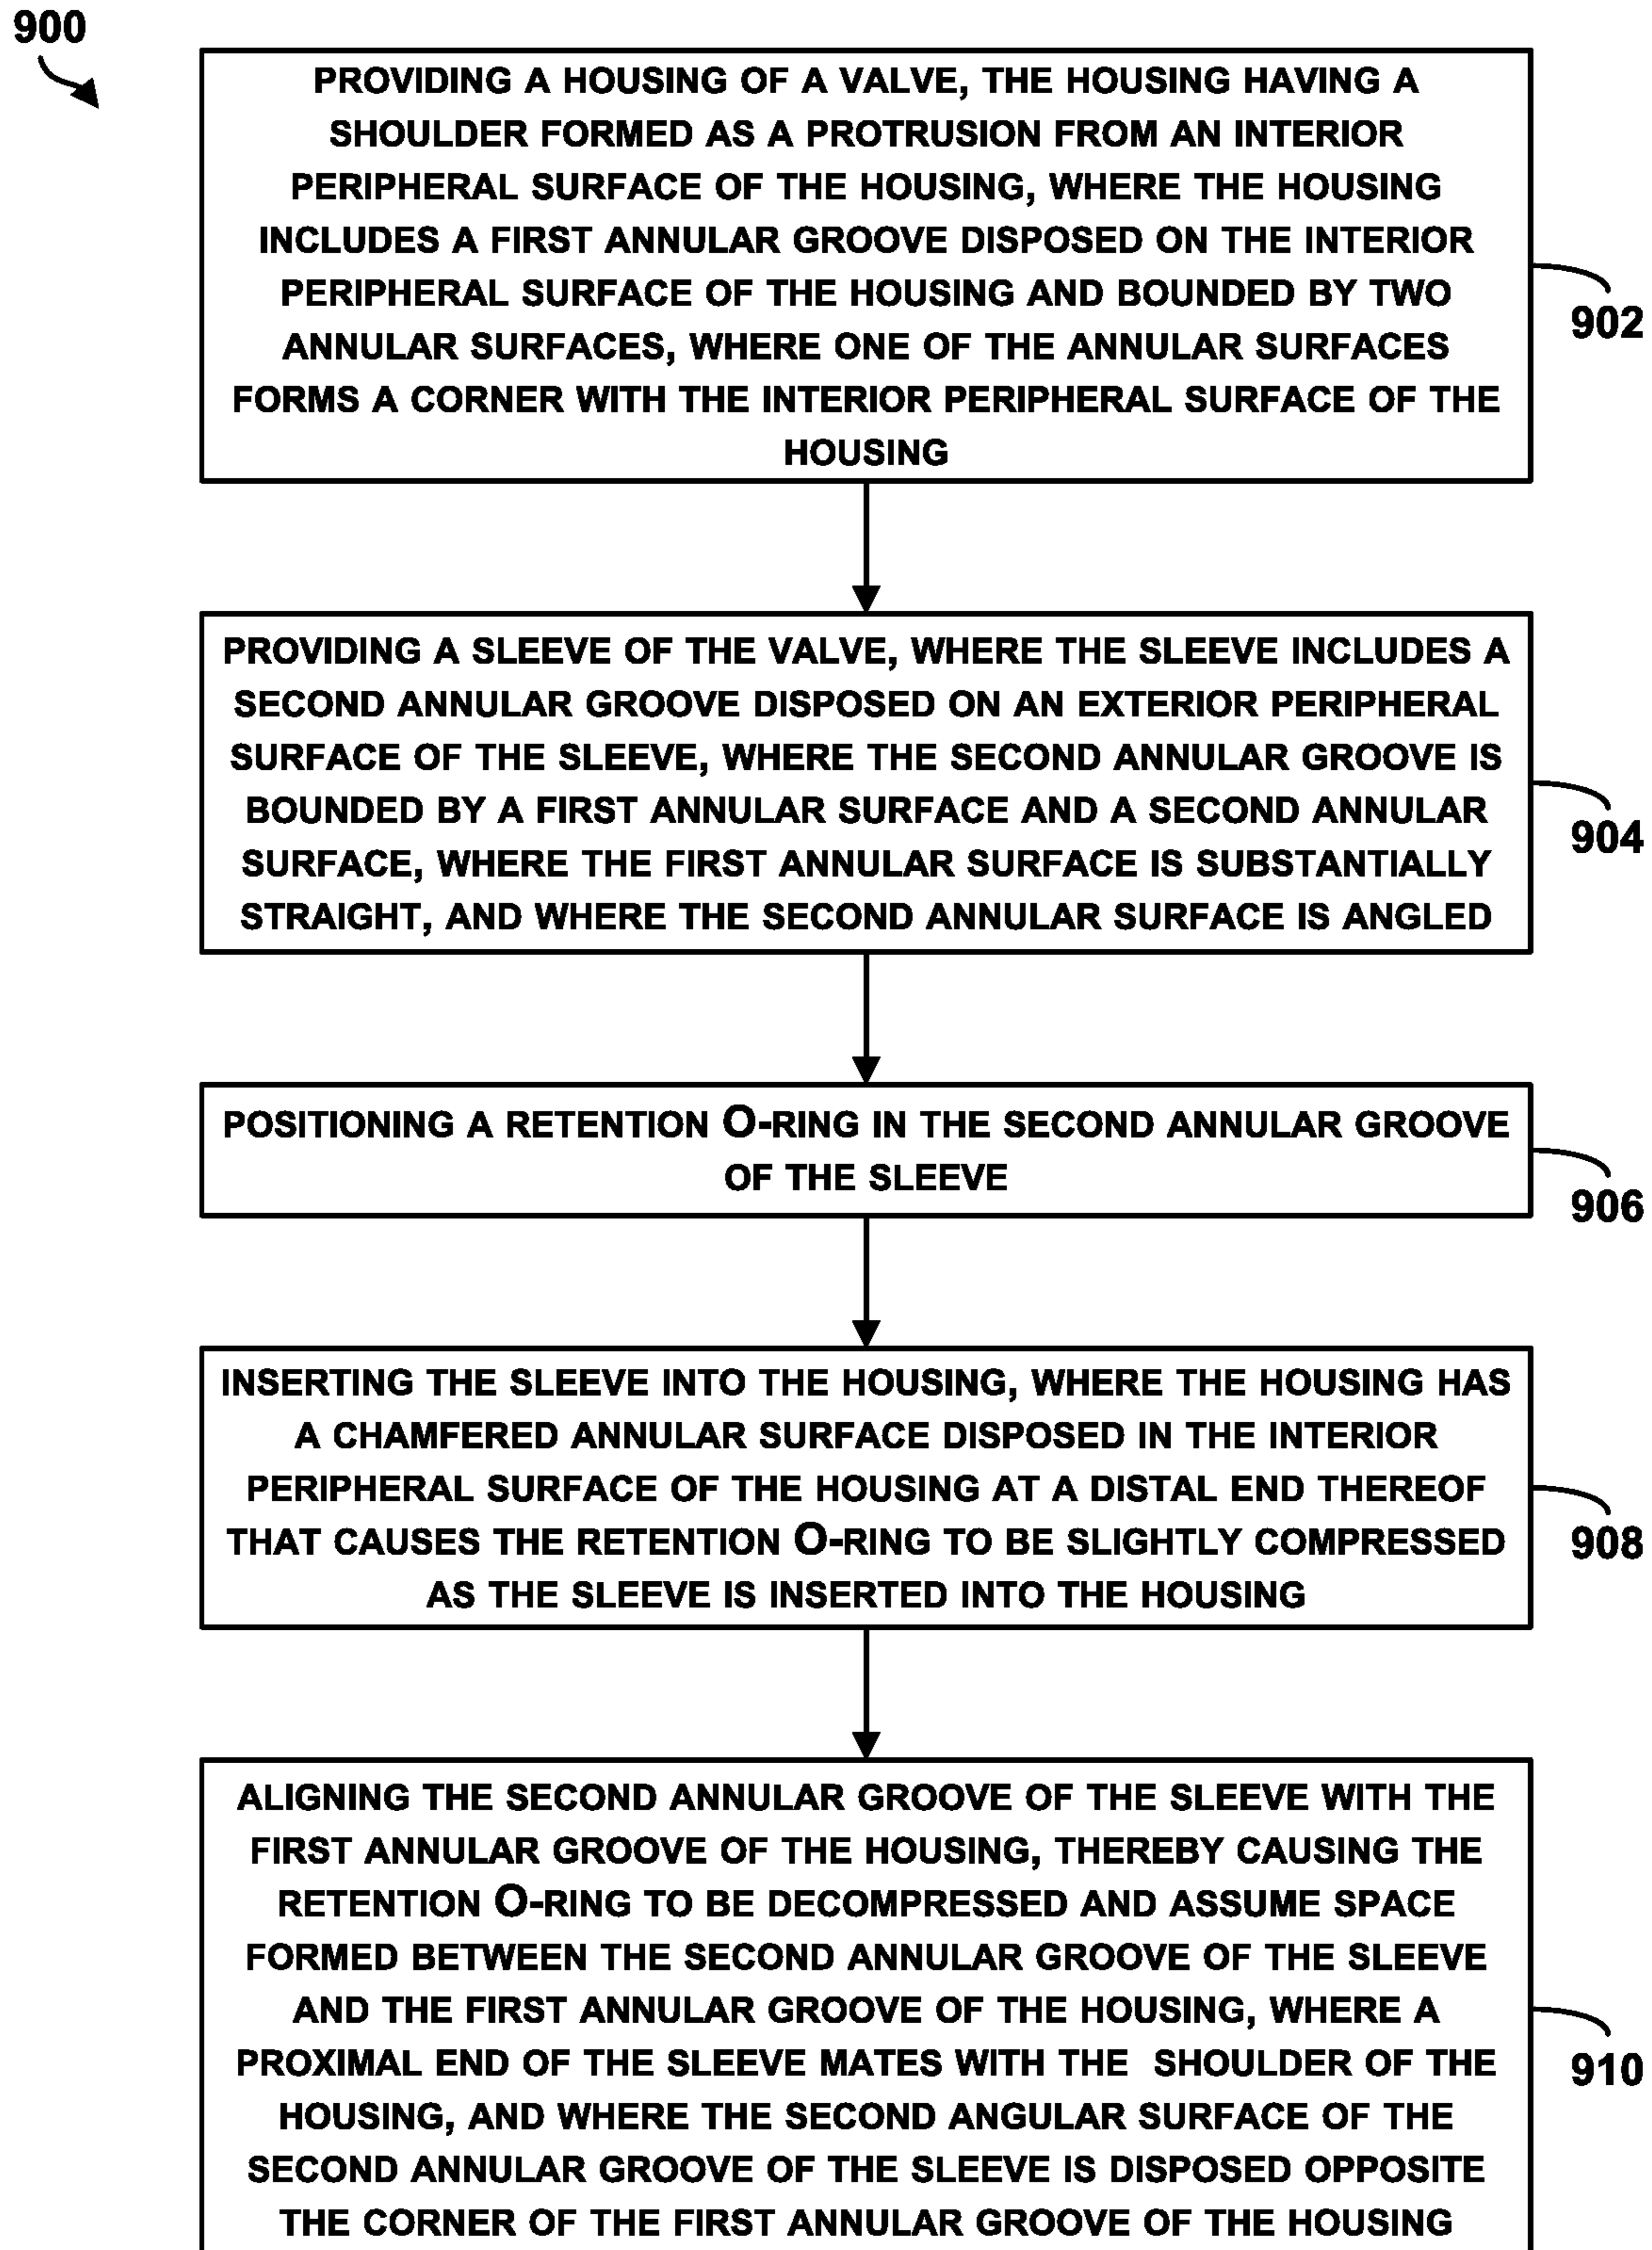 900
PROVIDING A HOUSING OF A VALVE, THE HOUSING HAVING A
SHOULDER FORMED AS A PROTRUSION FROM AN INTERIOR
PERIPHERAL SURFACE OF THE HOUSING, WHERE THE HOUSING
INCLUDES A FIRST ANNULAR GROOVE DISPOSED ON THE INTERIOR
PERIPHERAL SURFACE OF THE HOUSING AND BOUNDED BY TWO
ANNULAR SURFACES, WHERE ONE OF THE ANNULAR SURFACES
FORMS A CORNER WITH THE INTERIOR PERIPHERAL SURFACE OF THE
HOUSING
902
PROVIDING A SLEEVE OF THE VALVE, WHERE THE SLEEVE INCLUDES A
SECOND ANNULAR GROOVE DISPOSED ON AN EXTERIOR PERIPHERAL
SURFACE OF THE SLEEVE, WHERE THE SECOND ANNULAR GROOVE IS
BOUNDED BY A FIRST ANNULAR SURFACE AND A SECOND ANNULAR
SURFACE, WHERE THE FIRST ANNULAR SURFACE IS SUBSTANTIALLY
STRAIGHT, AND WHERE THE SECOND ANNULAR SURFACE IS ANGLED
904
POSITIONING A RETENTION O-RING IN THE SECOND ANNULAR GROOVE
OF THE SLEEVE
906
INSERTING THE SLEEVE INTO THE HOUSING, WHERE THE HOUSING HAS
A CHAMFERED ANNULAR SURFACE DISPOSED IN THE INTERIOR
PERIPHERAL SURFACE OF THE HOUSING AT A DISTAL END THEREOF
THAT CAUSES THE RETENTION O-RING TO BE SLIGHTLY COMPRESSED
AS THE SLEEVE IS INSERTED INTO THE HOUSING
908
ALIGNING THE SECOND ANNULAR GROOVE OF THE SLEEVE WITH THE
FIRST ANNULAR GROOVE OF THE HOUSING, THEREBY CAUSING THE
RETENTION O-RING TO BE DECOMPRESSED AND ASSUME SPACE
FORMED BETWEEN THE SECOND ANNULAR GROOVE OF THE SLEEVE
AND THE FIRST ANNULAR GROOVE OF THE HOUSING, WHERE A
PROXIMAL END OF THE SLEEVE MATES WITH THE SHOULDER OF THE
HOUSING, AND WHERE THE SECOND ANGULAR SURFACE OF THE
SECOND ANNULAR GROOVE OF THE SLEEVE IS DISPOSED OPPOSITE
THE CORNER OF THE FIRST ANNULAR GROOVE OF THE HOUSING
910